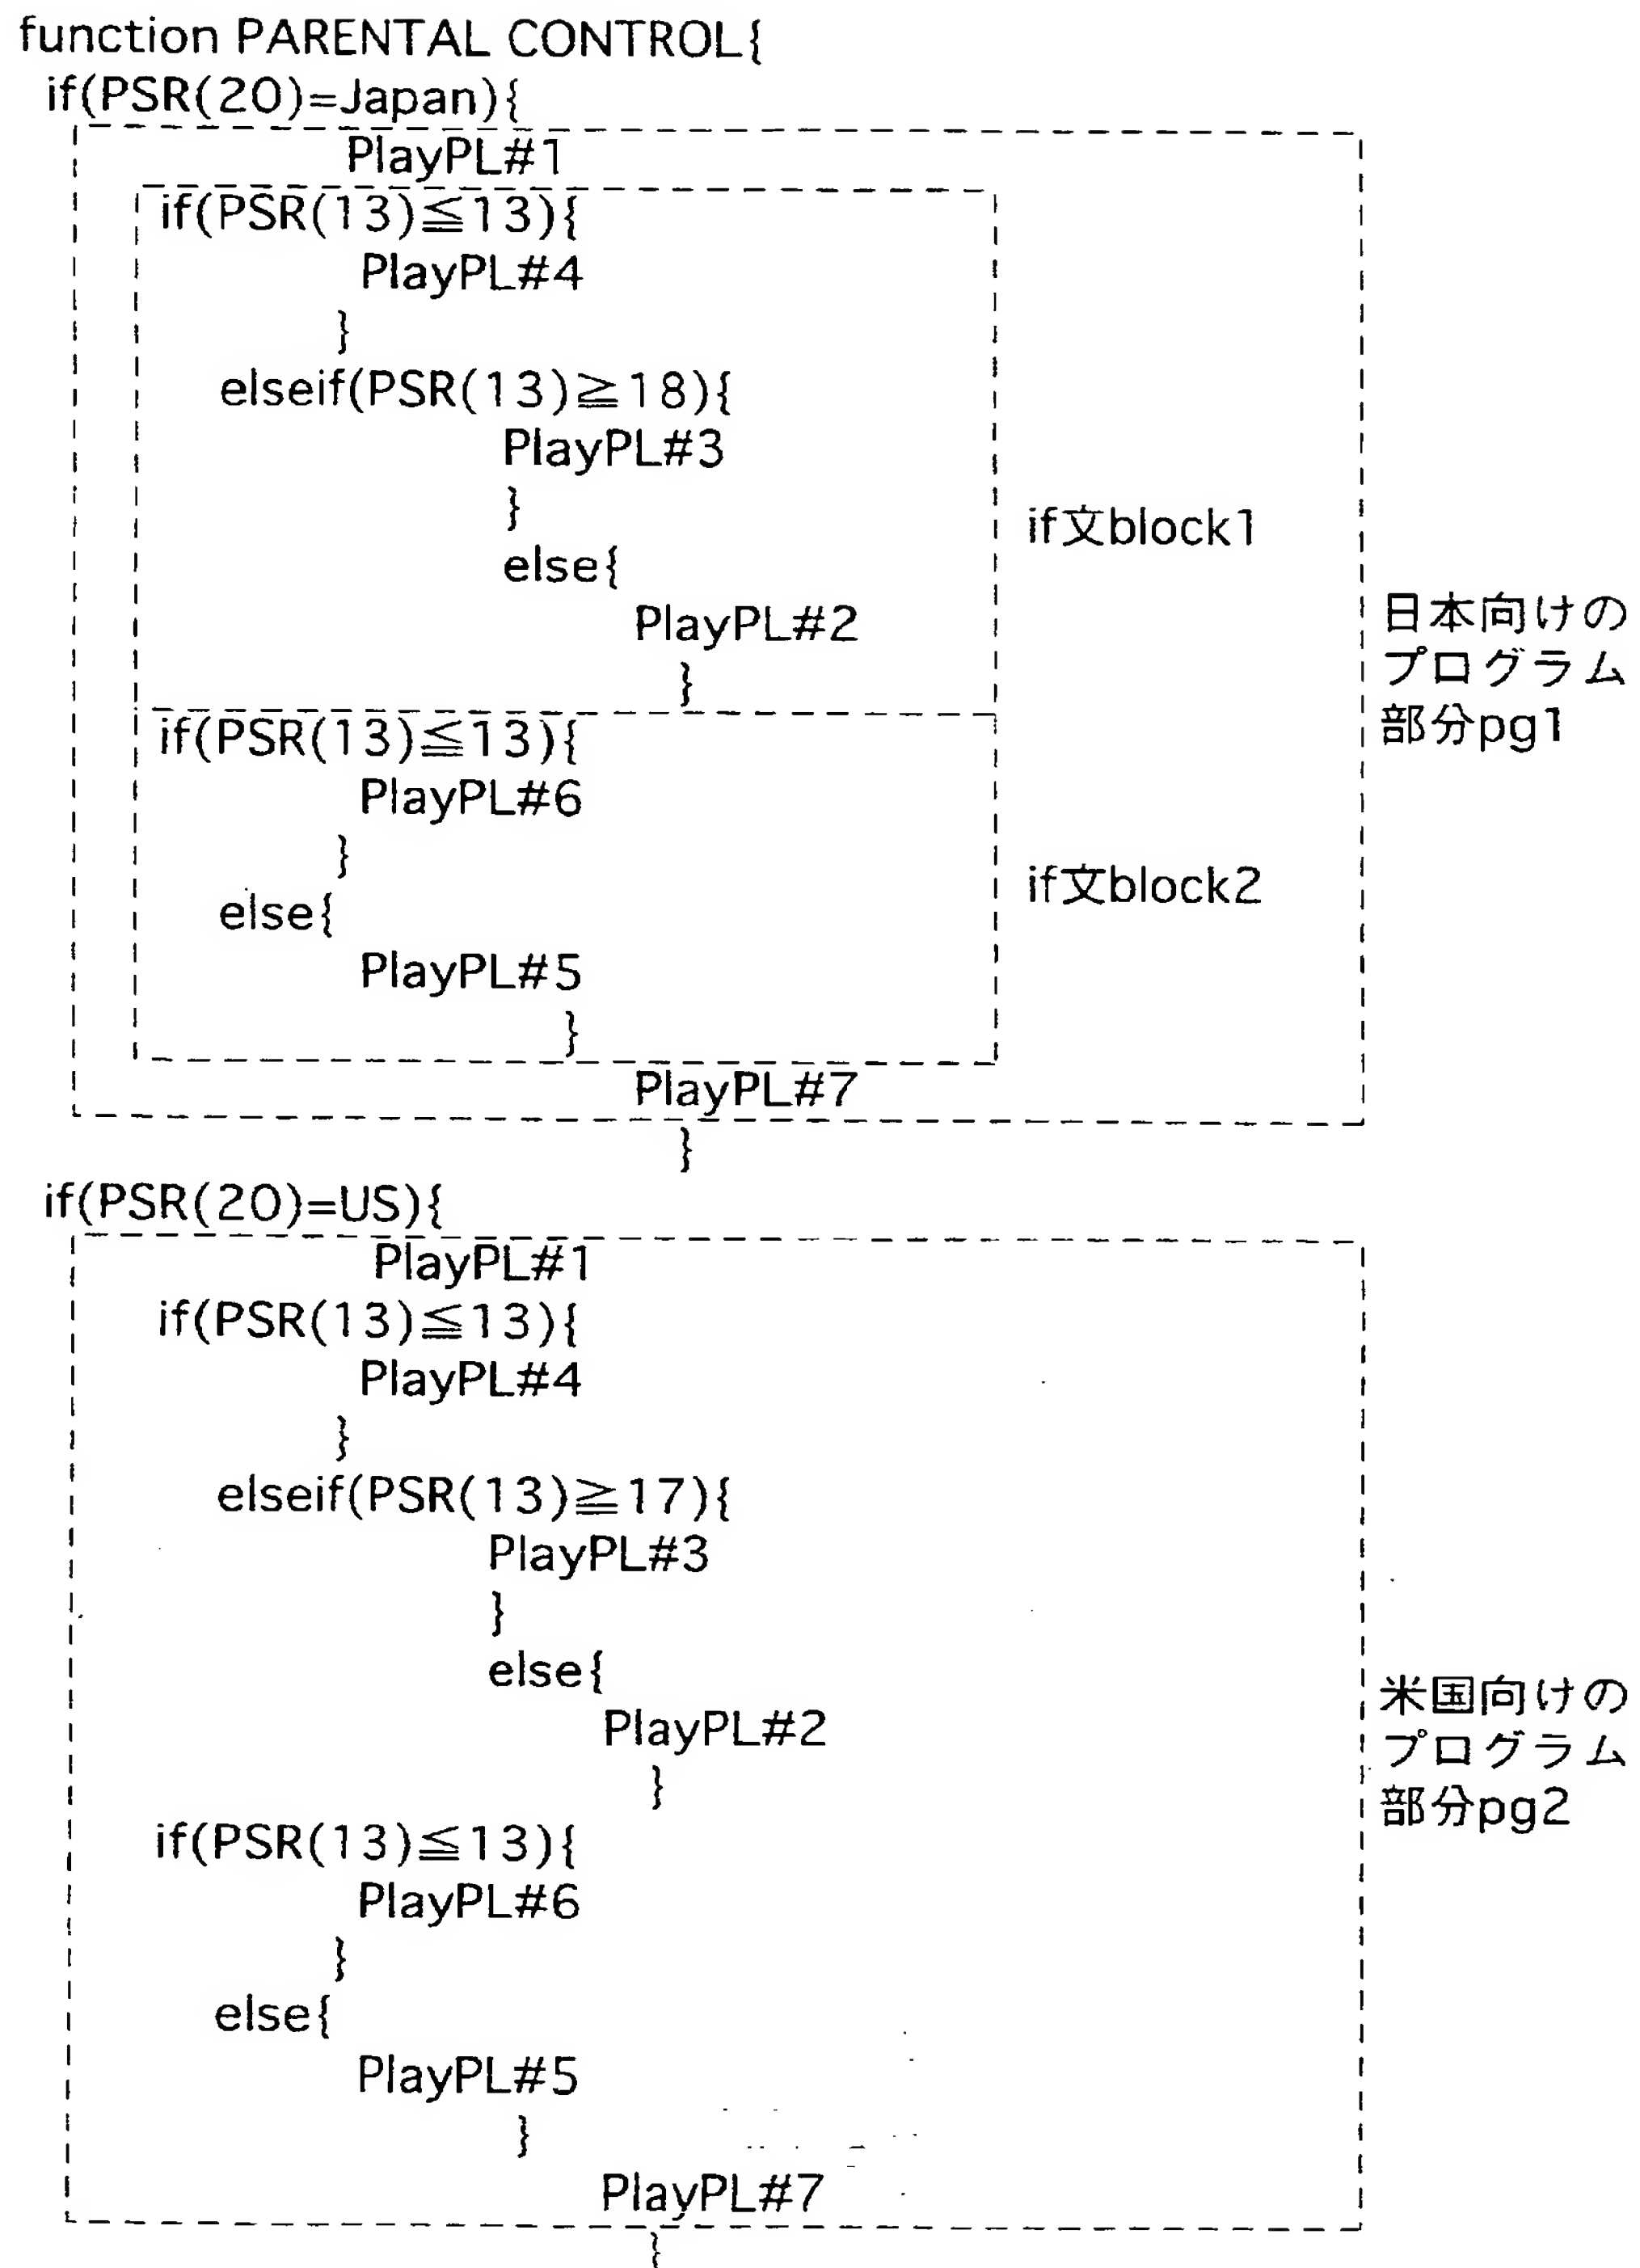 function PARENTAL CONTROL{
if(PSR(20)=Japan){
PlayPL#1
if(PSR(13)≦13){
PlayPL#4
}
elseif(PSR(13)≧18){
PlayPL#3
}
else{
PlayPL#2
}
if文block1
if(PSR(13)≦13){
PlayPL#6
}
else{
PlayPL#5
}
if文block2
PlayPL#7
}
日本向けの
プログラム
部分pg1
if(PSR(20)=US){
PlayPL#1
if(PSR(13)≦13){
PlayPL#4
}
elseif(PSR(13)≧17){
PlayPL#3
}
else{
PlayPL#2
}
if(PSR(13)≦13){
PlayPL#6
}
else{
PlayPL#5
}
PlayPL#7
}
米国向けの
プログラム
部分pg2